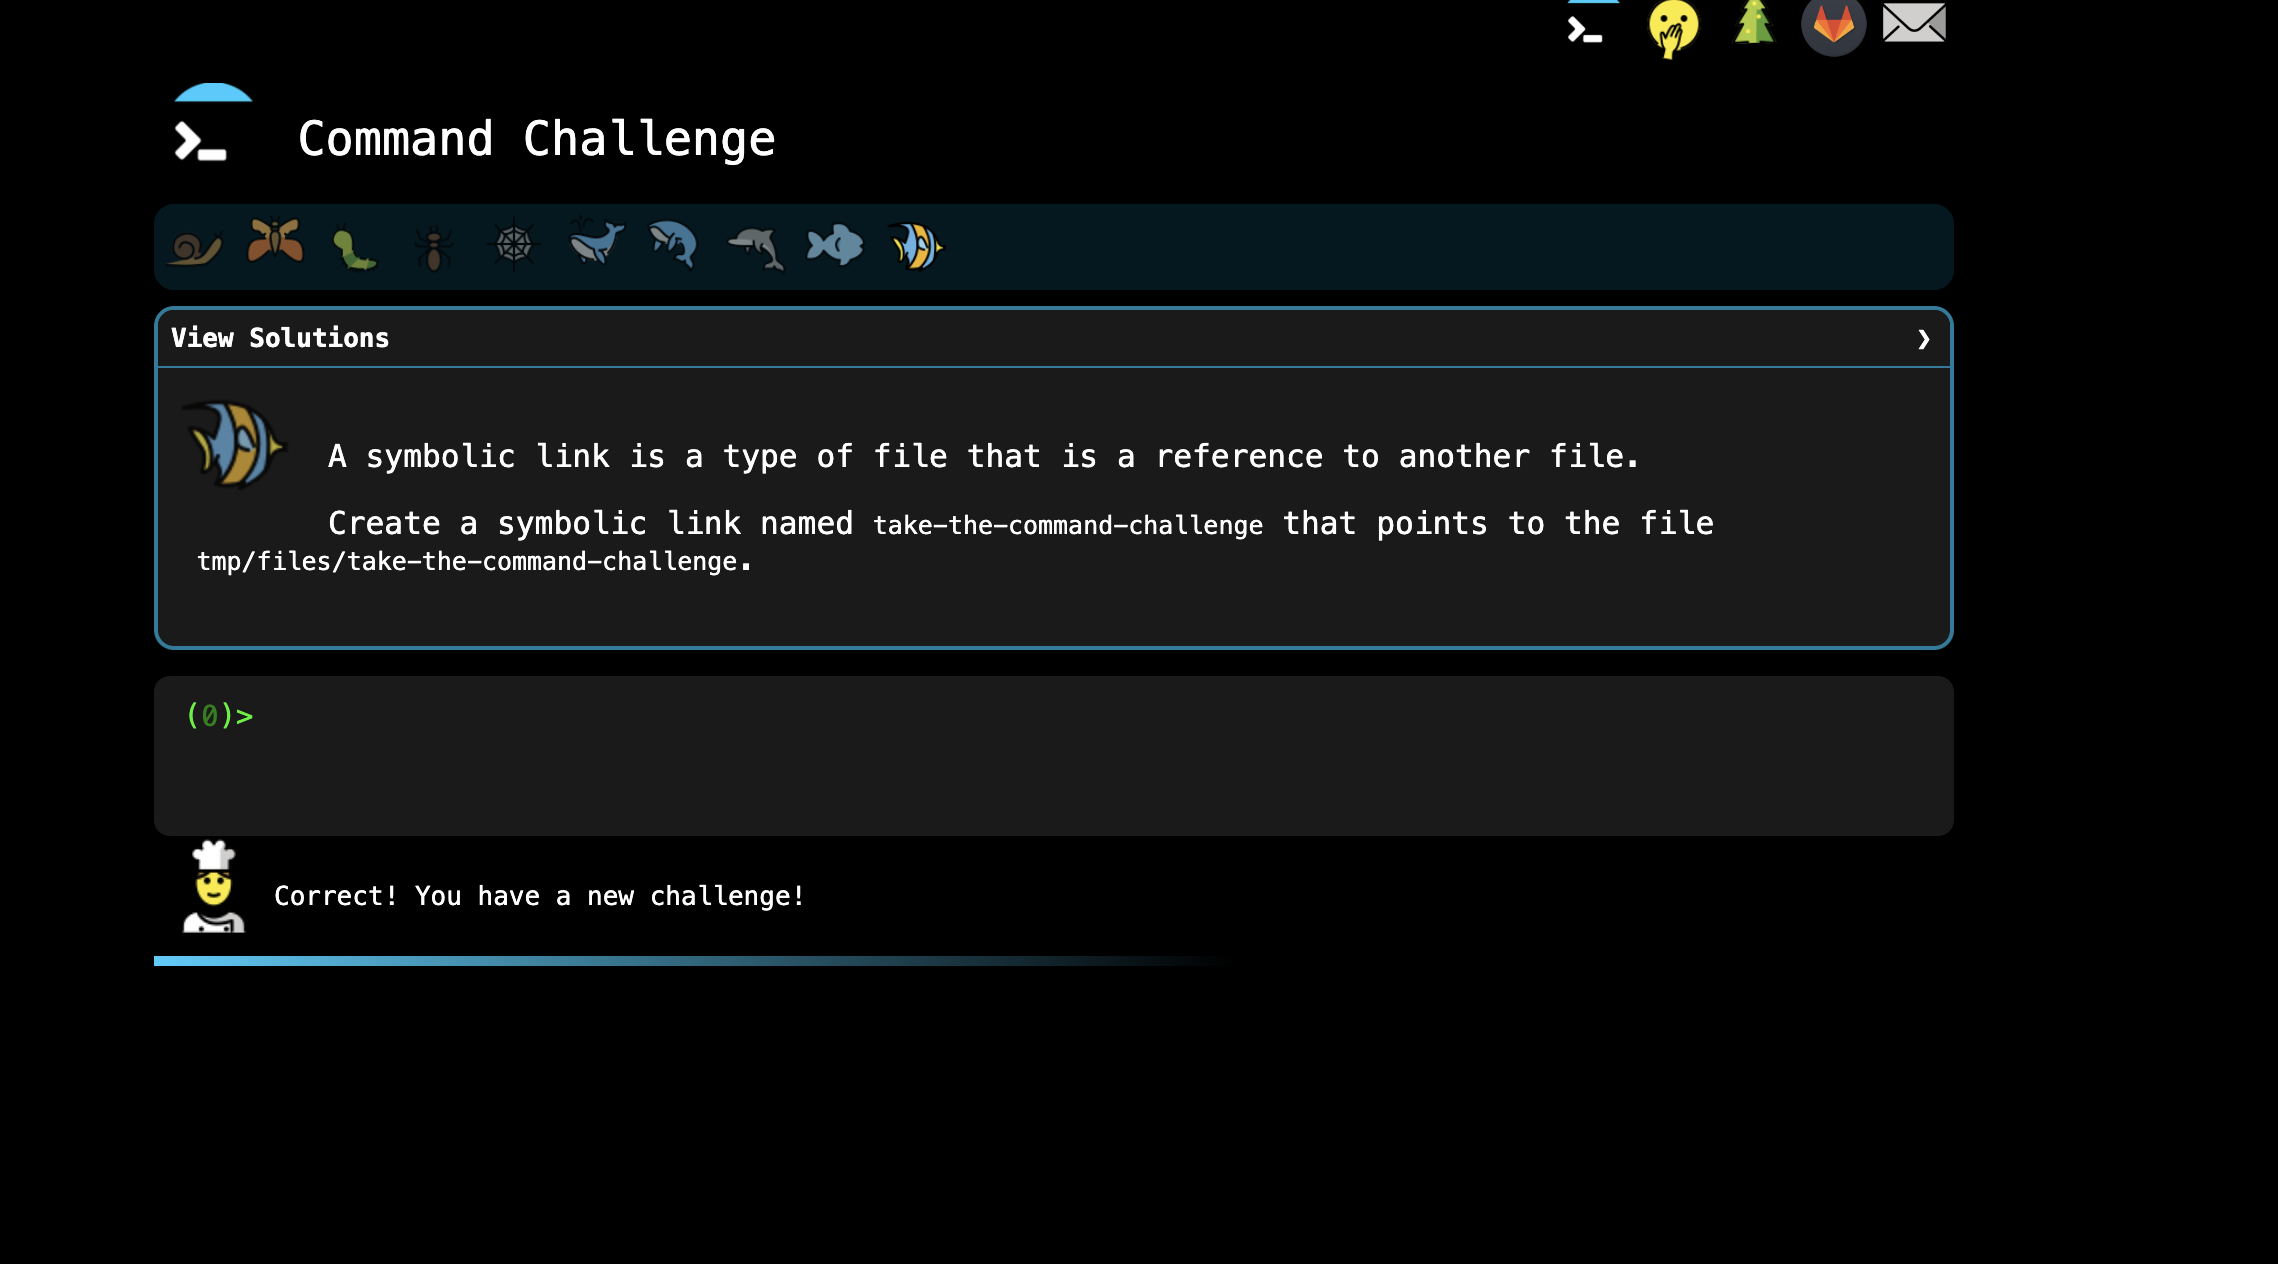 Command Challenge
View Solutions ❯
A symbolic link is a type of file that is a reference to another file.
Create a symbolic link named take-the-command-challenge that points to the file
tmp/files/take-the-command-challenge.
(0)>
Correct! You have a new challenge!